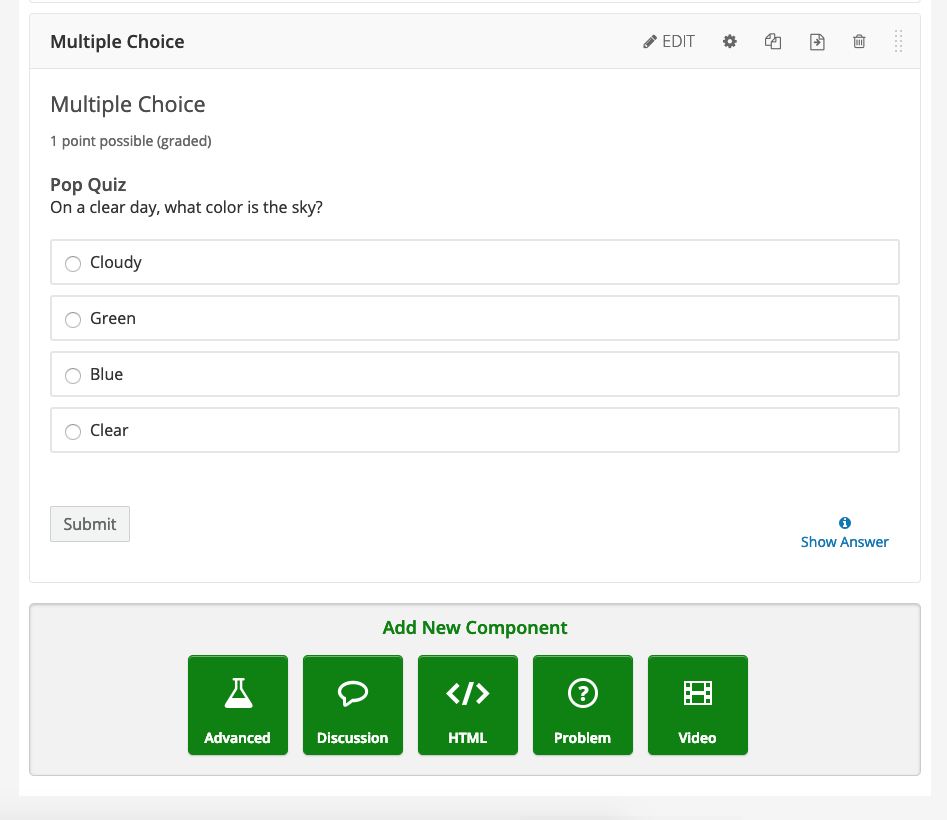 Multiple Choice EDIT
Multiple Choice
1 point possible (graded)
Pop Quiz
On a clear day, what color is the sky?
Cloudy
Green
Blue
Clear
Submit
Show Answer
Add New Component
Advanced Discussion HTML Problem Video